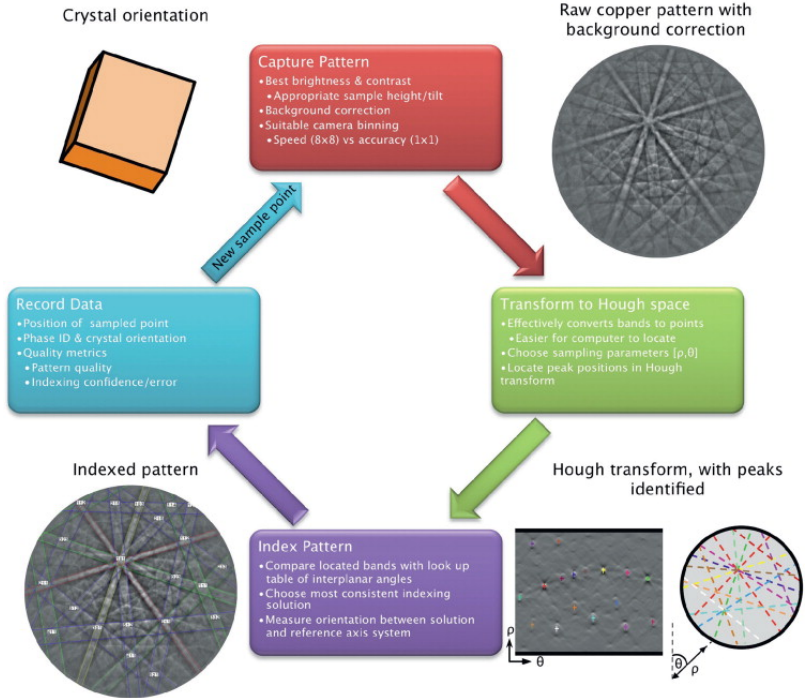 Crystal orientation
Raw copper pattern with
background correction
Capture Pattern
•Best brightness & contrast
•Appropriate sample height/tilt
•Background correction
•Suitable camera binning
•Speed (8x8) vs accuracy (1x1)
New sample point
Record Data
•Position of sampled point
•Phase ID & crystal orientation
•Quality metrics
•Pattern quality
•Indexing confidence/error
Transform to Hough space
•Effectively converts bands to points
•Easier for computer to locate
•Choose sampling parameters [ρ,θ]
•Locate peak positions in Hough
transform
Indexed pattern
Hough transform, with peaks
identified
Index Pattern
•Compare located bands with look up
table of interplanar angles
•Choose most consistent indexing
solution
•Measure orientation between solution
and reference axis system
ρ
θ
θ
ρ